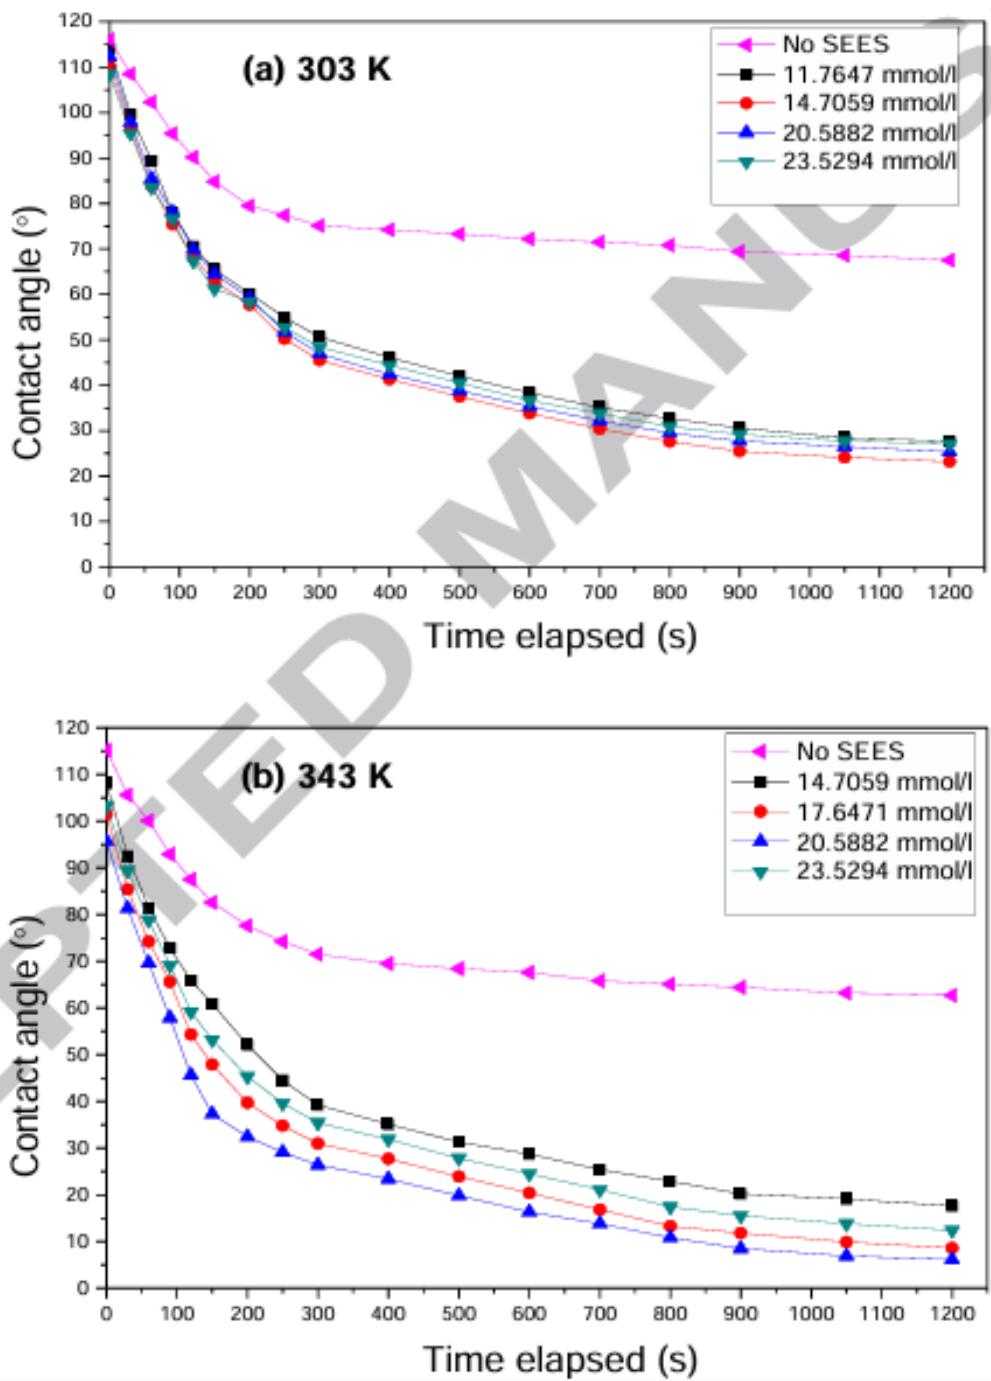 120
110
100
90
80
70
60
50
40
30
20
10
0
Contact angle (°)
(a) 303 K
No SEES
11.7647 mmol/l
14.7059 mmol/l
20.5882 mmol/l
23.5294 mmol/l
0 100 200 300 400 500 600 700 800 900 1000 1100 1200
Time elapsed (s)
120
110
100
90
80
70
60
50
40
30
20
10
0
Contact angle (°)
(b) 343 K
No SEES
14.7059 mmol/l
17.6471 mmol/l
20.5882 mmol/l
23.5294 mmol/l
0 100 200 300 400 500 600 700 800 900 1000 1100 1200
Time elapsed (s)
PTED MANUS